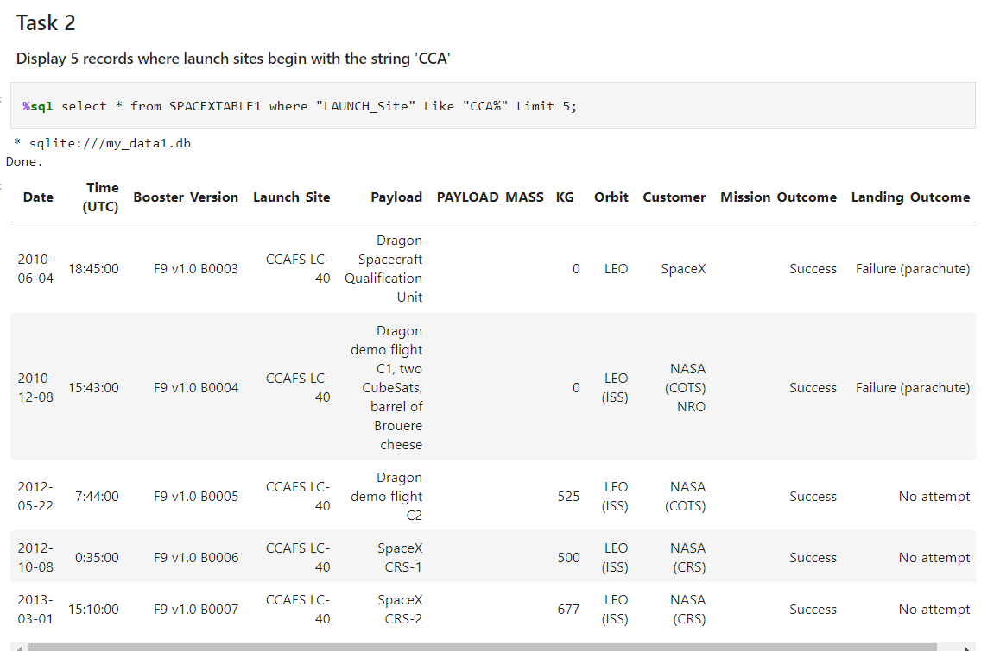 Task 2
Display 5 records where launch sites begin with the string 'CCA'
%sql select * from SPACEXTABLE1 where "LAUNCH_Site" Like "CCA%" Limit 5;
* sqlite:///my_data1.db
Done.
Date Time (UTC) Booster_Version Launch_Site Payload PAYLOAD_MASS__KG_ Orbit Customer Mission_Outcome Landing_Outcome
2010-06-04 18:45:00 F9 v1.0 B0003 CCAFS LC-40 Dragon Spacecraft Qualification Unit 0 LEO SpaceX Success Failure (parachute)
2010-12-08 15:43:00 F9 v1.0 B0004 CCAFS LC-40 Dragon demo flight C1, two CubeSats, barrel of Brouere cheese 0 LEO (ISS) NASA (COTS) NRO Success Failure (parachute)
2012-05-22 7:44:00 F9 v1.0 B0005 CCAFS LC-40 Dragon demo flight C2 525 LEO (ISS) NASA (COTS) Success No attempt
2012-10-08 0:35:00 F9 v1.0 B0006 CCAFS LC-40 SpaceX CRS-1 500 LEO (ISS) NASA (CRS) Success No attempt
2013-03-01 15:10:00 F9 v1.0 B0007 CCAFS LC-40 SpaceX CRS-2 677 LEO (ISS) NASA (CRS) Success No attempt